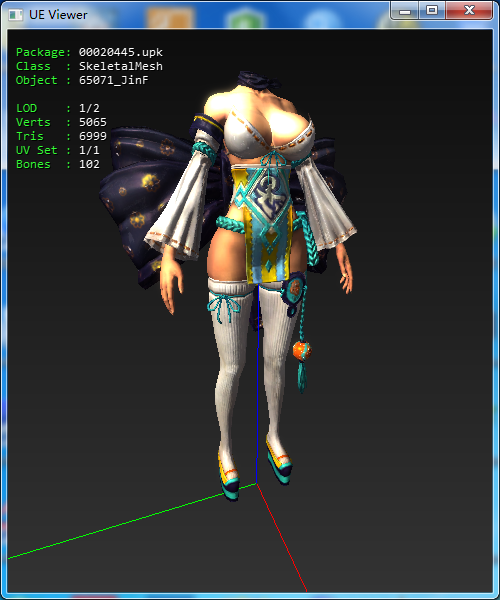 UE Viewer
Package: 00020445.upk
Class  : SkeletalMesh
Object : 65071_JinF
LOD    : 1/2
Verts  : 5065
Tris   : 6999
UV Set : 1/1
Bones  : 102